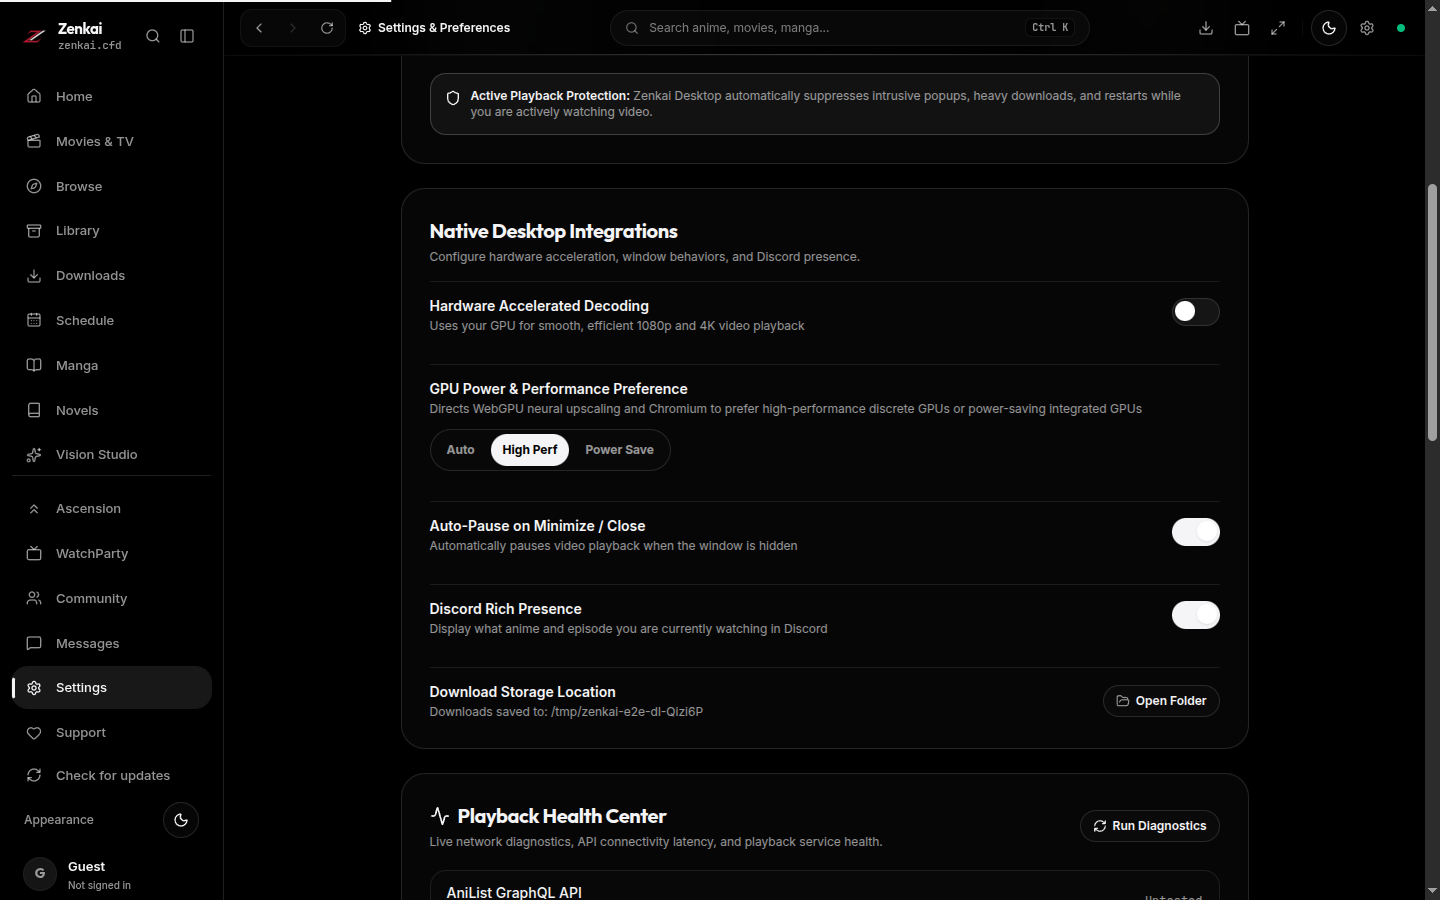 Zenkai
zenkai.cfd
Settings & Preferences
Search anime, movies, manga...
Ctrl K
Home
Movies & TV
Browse
Library
Downloads
Schedule
Manga
Novels
Vision Studio
Ascension
WatchParty
Community
Messages
Settings
Support
Check for updates
Appearance
G
Guest
Not signed in
Active Playback Protection: Zenkai Desktop automatically suppresses intrusive popups, heavy downloads, and restarts while
you are actively watching video.
Native Desktop Integrations
Configure hardware acceleration, window behaviors, and Discord presence.
Hardware Accelerated Decoding
Uses your GPU for smooth, efficient 1080p and 4K video playback
GPU Power & Performance Preference
Directs WebGPU neural upscaling and Chromium to prefer high-performance discrete GPUs or power-saving integrated GPUs
Auto
High Perf
Power Save
Auto-Pause on Minimize / Close
Automatically pauses video playback when the window is hidden
Discord Rich Presence
Display what anime and episode you are currently watching in Discord
Download Storage Location
Downloads saved to: /tmp/zenkai-e2e-dl-Qizl6P
Open Folder
Playback Health Center
Live network diagnostics, API connectivity latency, and playback service health.
Run Diagnostics
AniList GraphQL API